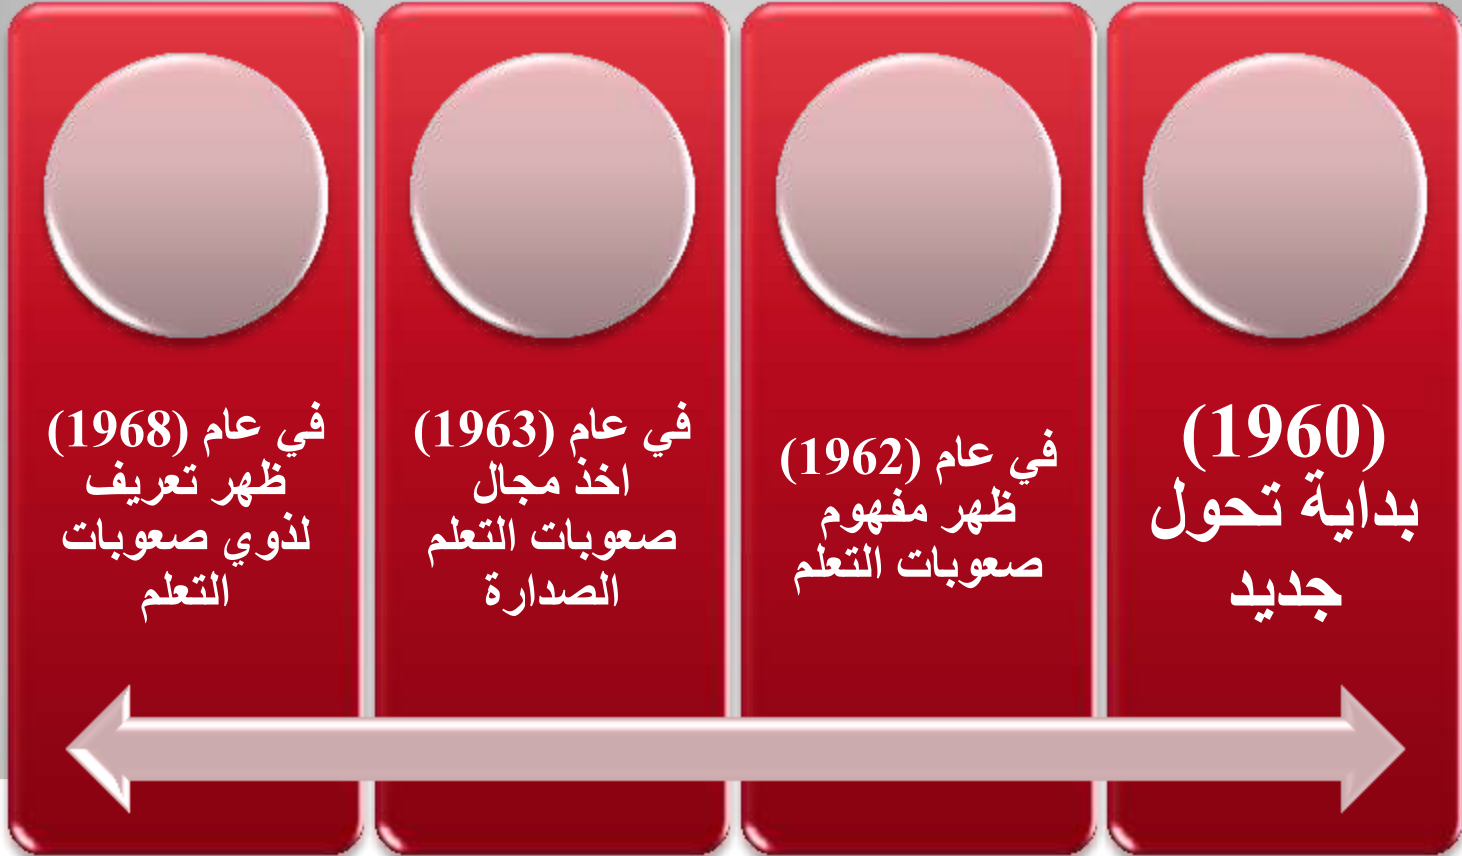 (1960)
بداية تحول
جديد
في عام (1962)
ظهر مفهوم
صعوبات التعلم
في عام (1963)
اخذ مجال
صعوبات التعلم
الصدارة
في عام (1968)
ظهر تعريف
لذوي صعوبات
التعلم